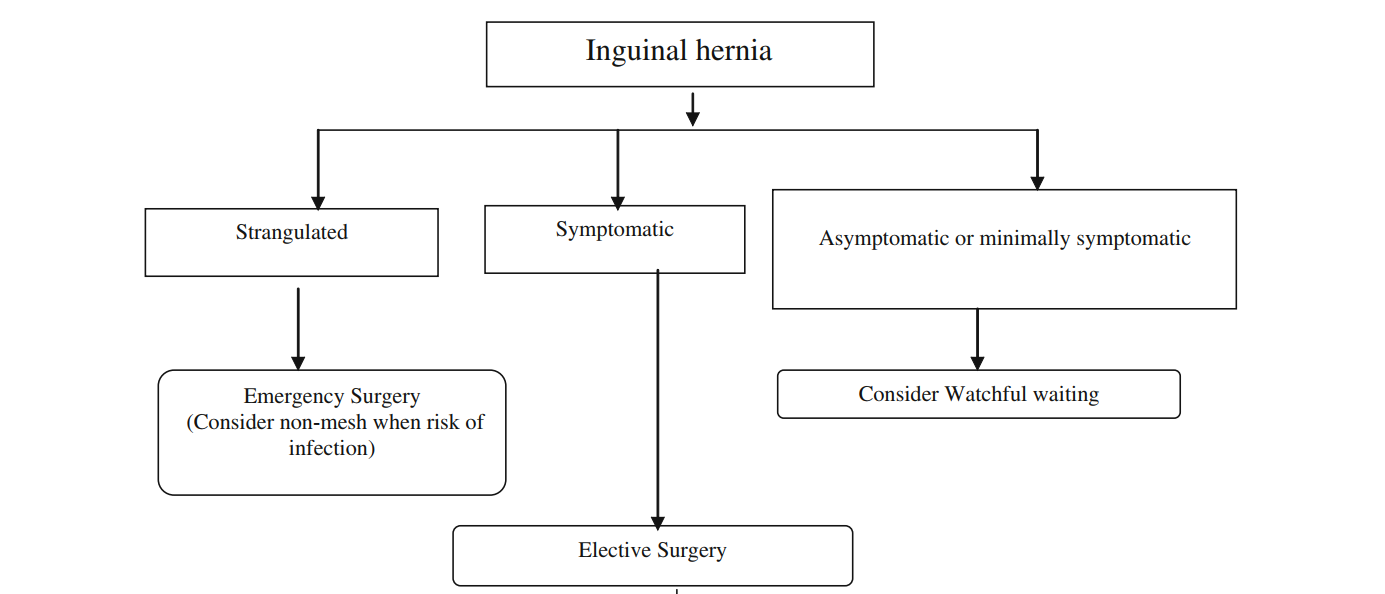 Inguinal hernia
Strangulated
Symptomatic
Asymptomatic or minimally symptomatic
Emergency Surgery
(Consider non-mesh when risk of
infection)
Consider Watchful waiting
Elective Surgery